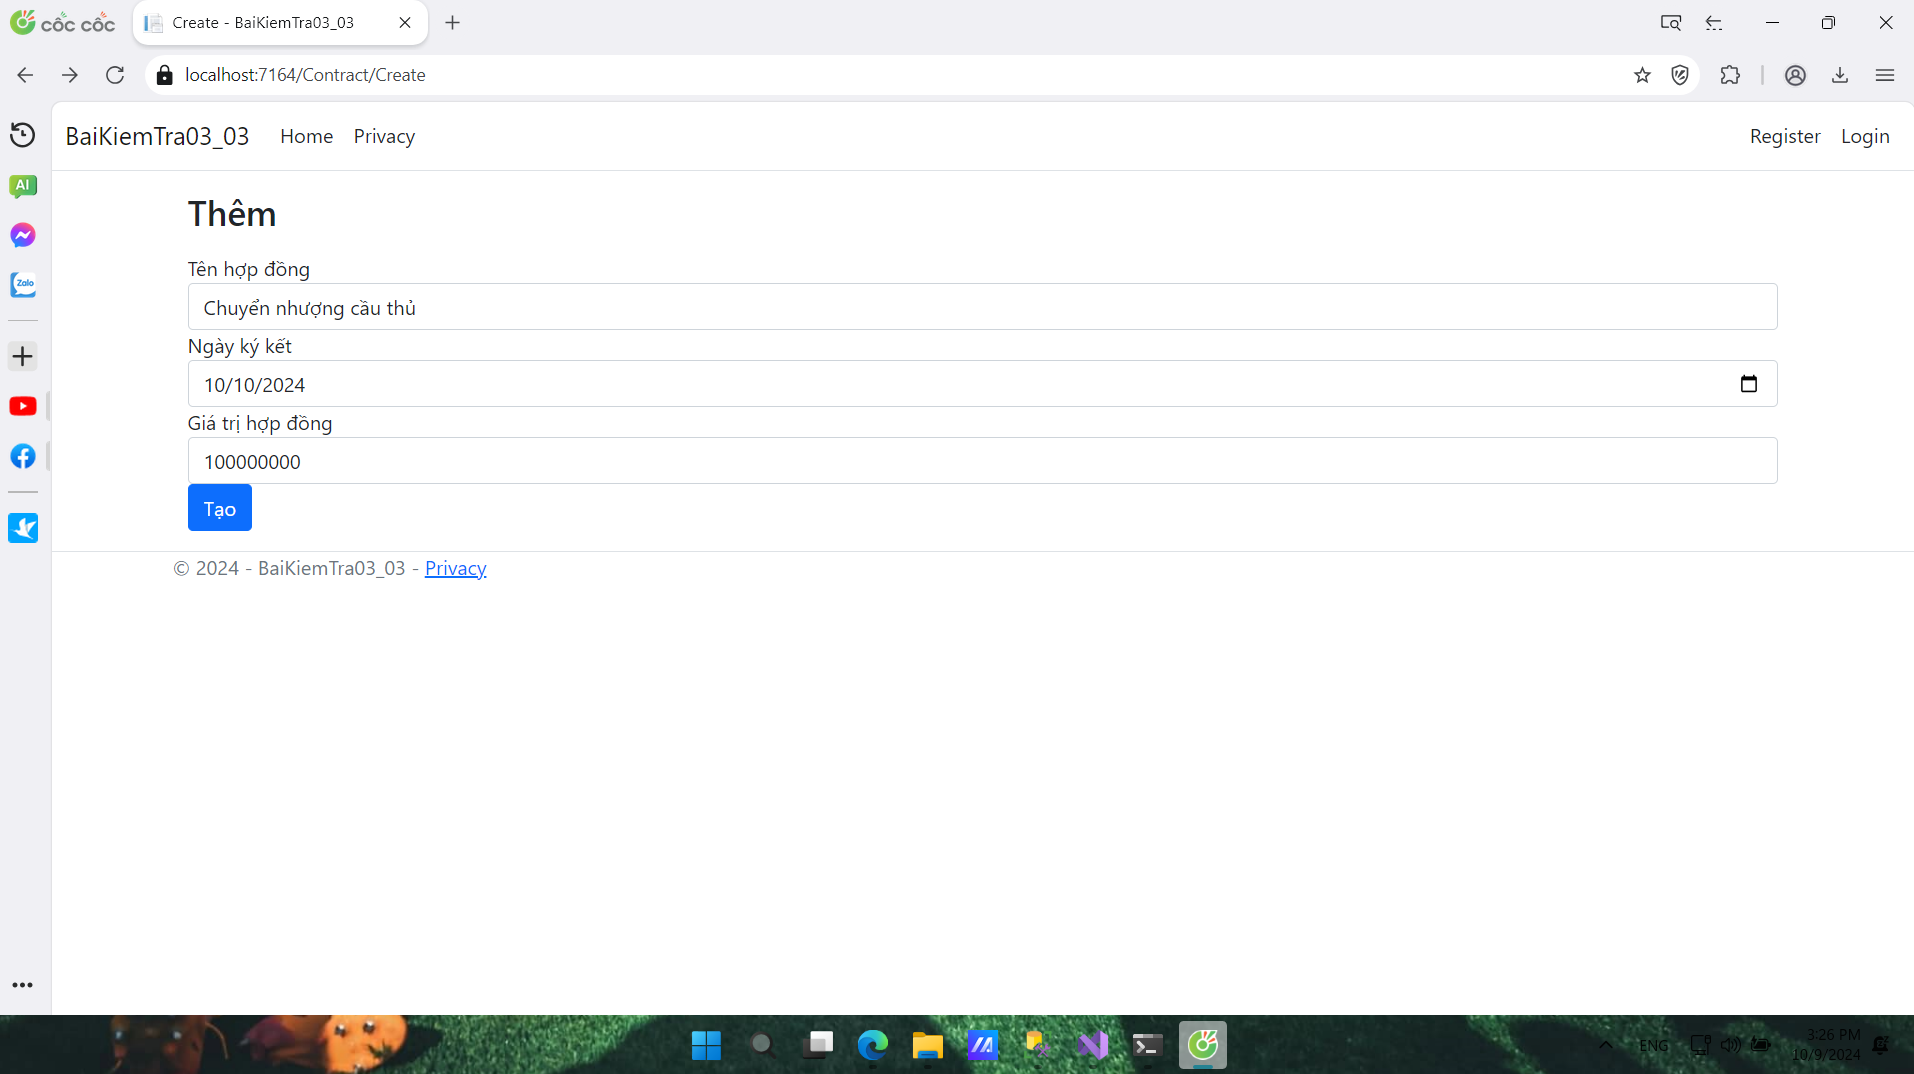 cốc cốc
Create - BaiKiemTra03_03
localhost:7164/Contract/Create
BaiKiemTra03_03
Home
Privacy
Register
Login
AI
Zalo
Thêm
Tên hợp đồng
Chuyển nhượng cầu thủ
Ngày ký kết
10/10/2024
Giá trị hợp đồng
100000000
Tạo
© 2024 - BaiKiemTra03_03 - Privacy
ENG
3:26 PM
10/9/2024